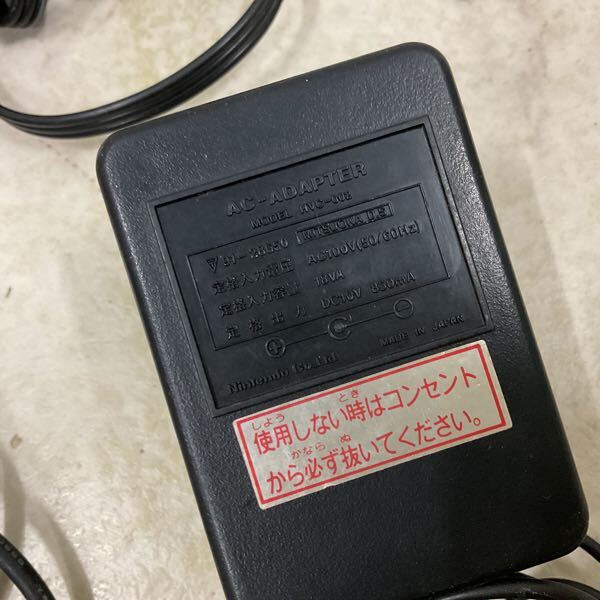 AC-ADAPTER
MODEL HVC-002
定格入力電圧 AC100V(50/60Hz)
定格入力容量 18VA
定格出力 DC10V 850mA
MADE IN JAPAN
Nintendo Co.,Ltd.
しよう とき
使用しない時はコンセント
かなら ぬ
から必ず抜いてください。